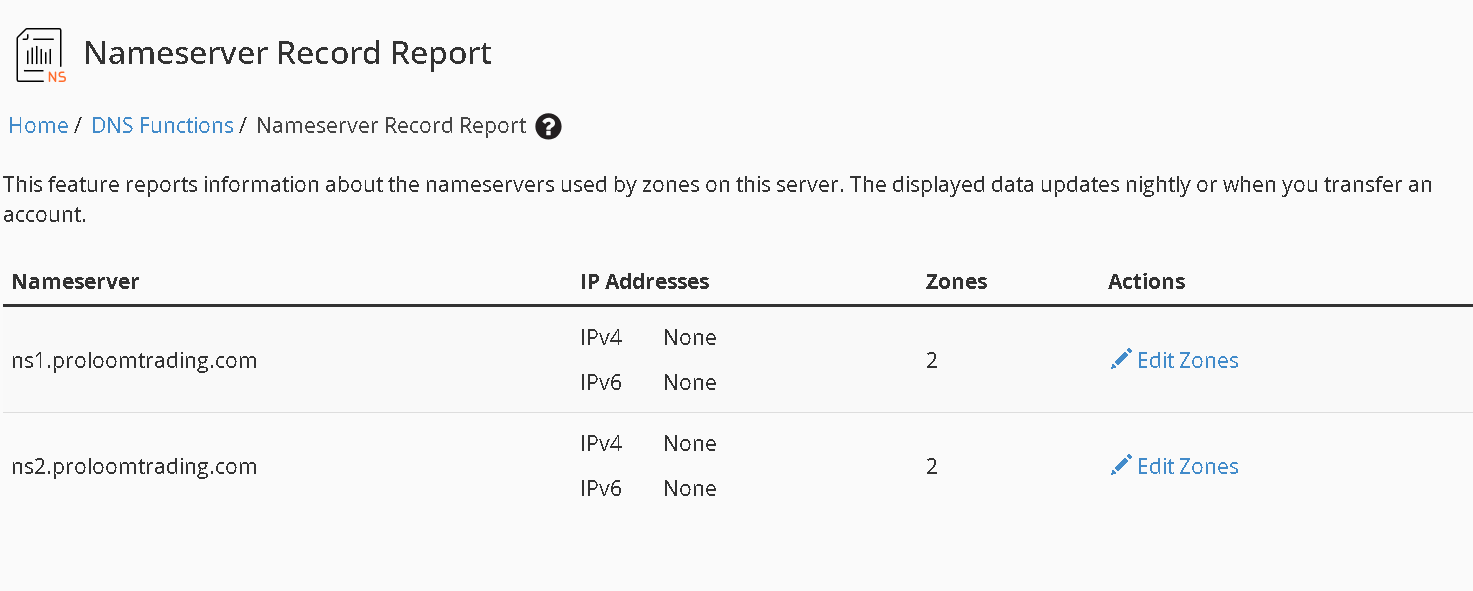 NS
Nameserver Record Report
Home / DNS Functions / Nameserver Record Report ?
This feature reports information about the nameservers used by zones on this server. The displayed data updates nightly or when you transfer an
account.
Nameserver IP Addresses Zones Actions
ns1.proloomtrading.com IPv4 None 2 Edit Zones
IPv6 None
ns2.proloomtrading.com IPv4 None 2 Edit Zones
IPv6 None